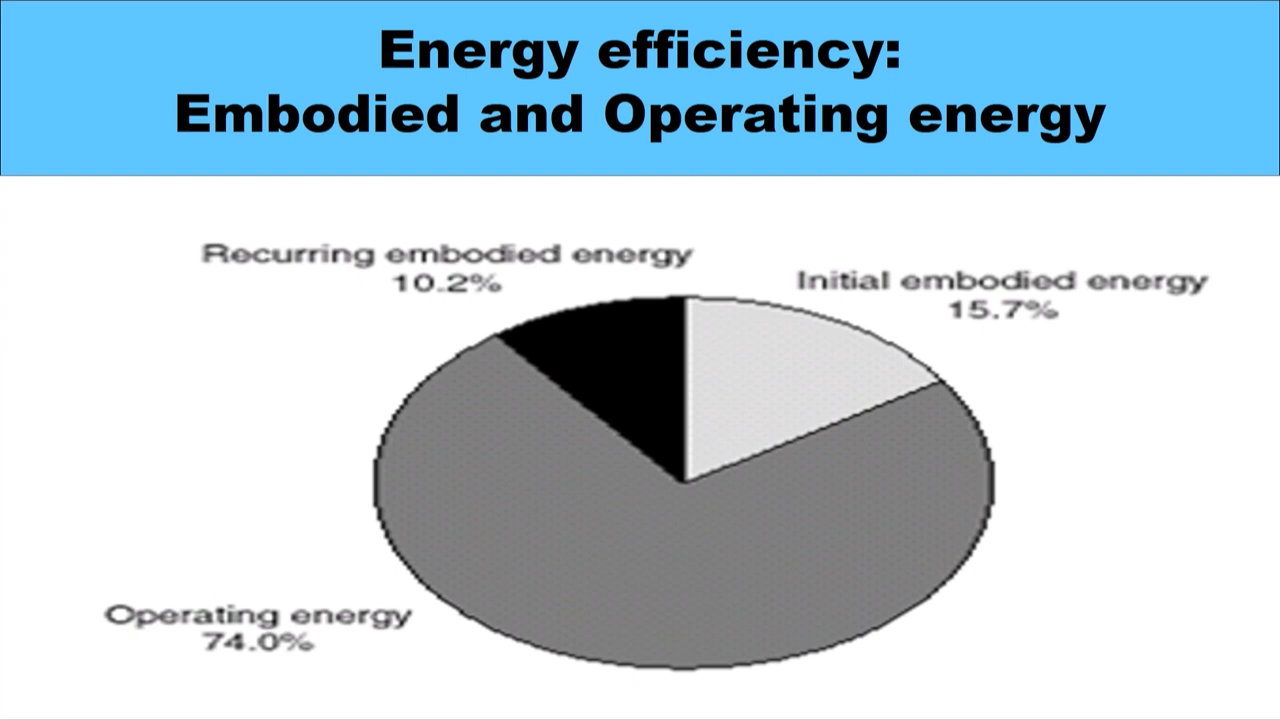 Energy efficiency:
Embodied and Operating energy
Recurring embodied energy
10.2%
Initial embodied energy
15.7%
Operating energy
74.0%